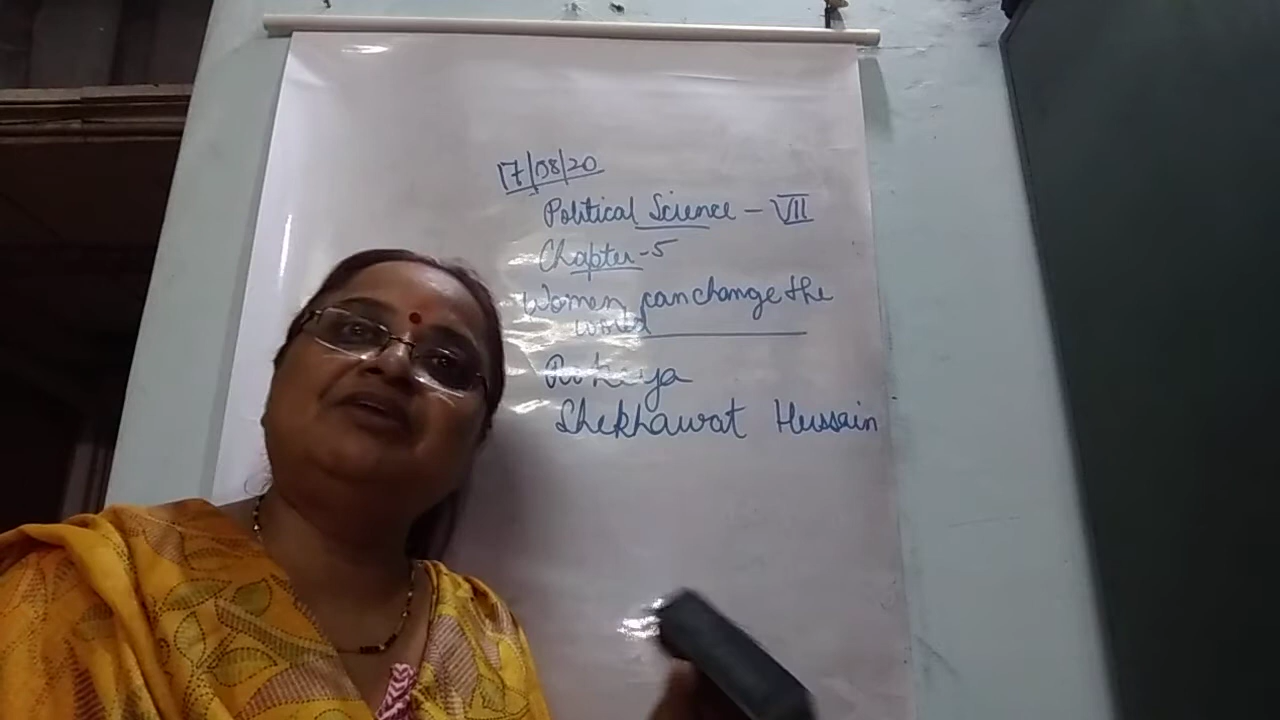 17/08/20
Political Science - VII
Chapter-5
Women can change the
world
Rokeya
Shekhawat Hussain